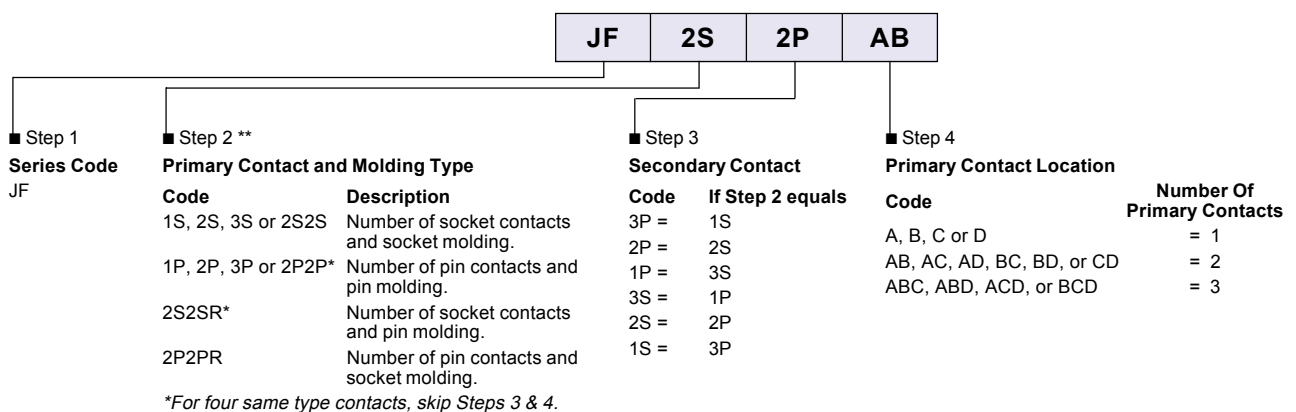 JF 2S 2P AB
■ Step 1
Series Code
JF
■ Step 2 **
Primary Contact and Molding Type
Code Description
1S, 2S, 3S or 2S2S Number of socket contacts
and socket molding.
1P, 2P, 3P or 2P2P* Number of pin contacts and
pin molding.
2S2SR* Number of socket contacts
and pin molding.
2P2PR Number of pin contacts and
socket molding.
*For four same type contacts, skip Steps 3 & 4.
■ Step 3
Secondary Contact
Code If Step 2 equals
3P = 1S
2P = 2S
1P = 3S
3S = 1P
2S = 2P
1S = 3P
■ Step 4
Primary Contact Location
Code Number Of
Primary Contacts
A, B, C or D = 1
AB, AC, AD, BC, BD, or CD = 2
ABC, ABD, ACD, or BCD = 3